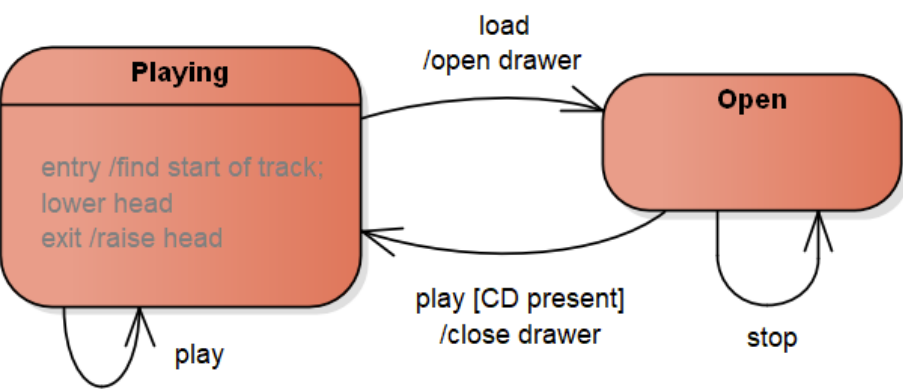 Playing
entry /find start of track;
lower head
exit /raise head
play
load
/open drawer
Open
play [CD present]
/close drawer
stop